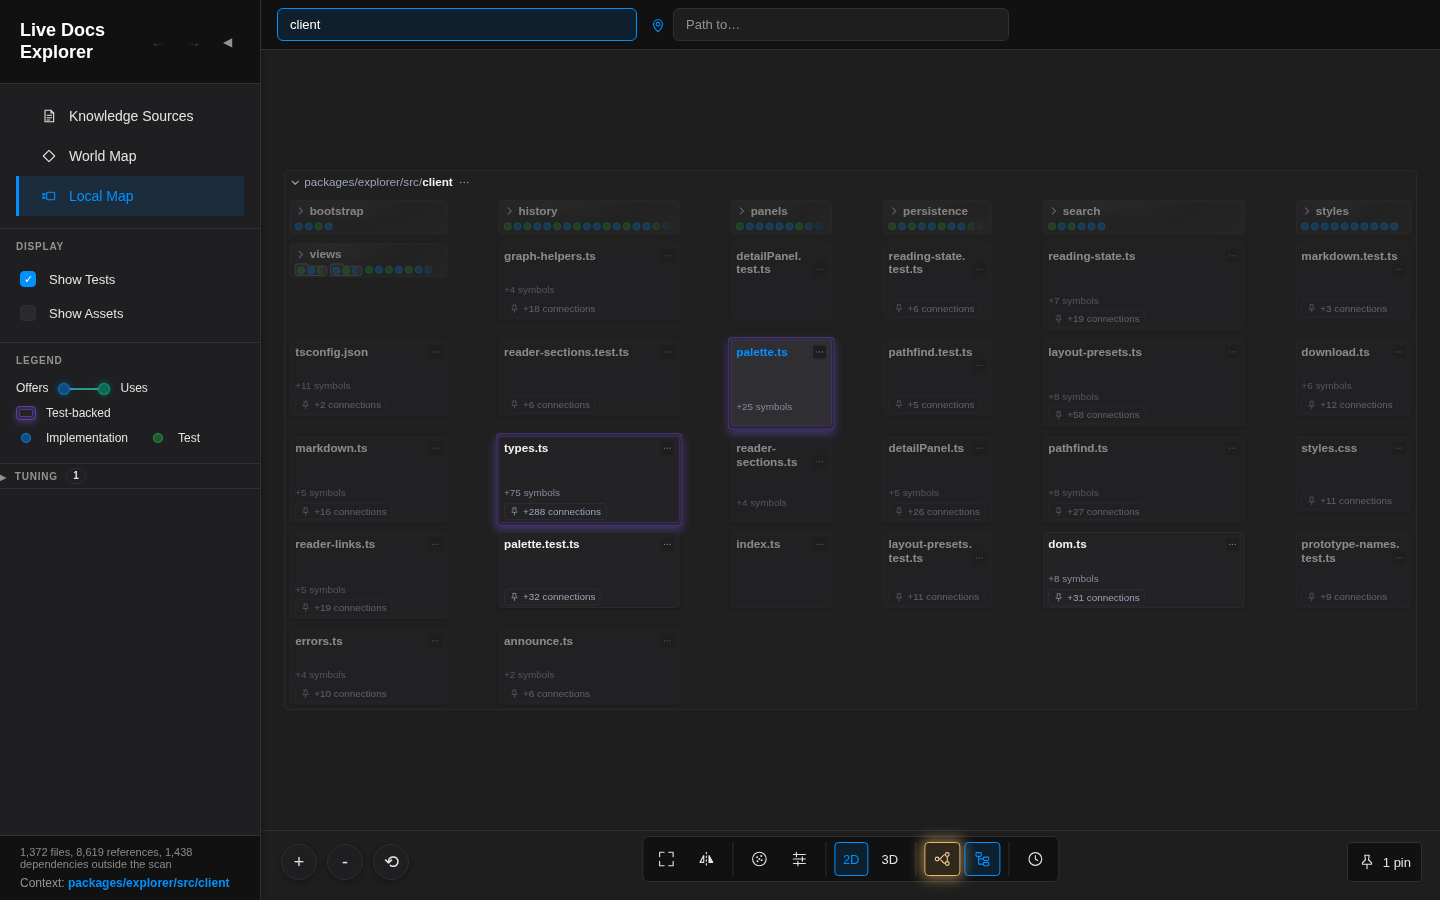 Live Docs
Explorer
← → ◀
Knowledge Sources
World Map
Local Map
DISPLAY
Show Tests
Show Assets
LEGEND
Offers Uses
Test-backed
Implementation Test
TUNING 1
1,372 files, 8,619 references, 1,438
dependencies outside the scan
Context: packages/explorer/src/client
client
Path to…
packages/explorer/src/client ···
bootstrap
history
panels
persistence
search
styles
views
graph-helpers.ts ···
+4 symbols
+18 connections
detailPanel.
test.ts ···
reading-state.
test.ts ···
+6 connections
reading-state.ts ···
+7 symbols
+19 connections
markdown.test.ts
···
+3 connections
tsconfig.json ···
+11 symbols
+2 connections
reader-sections.test.ts ···
+6 connections
palette.ts ···
+25 symbols
pathfind.test.ts
···
+5 connections
layout-presets.ts ···
+8 symbols
+58 connections
download.ts ···
+6 symbols
+12 connections
markdown.ts ···
+5 symbols
+16 connections
types.ts ···
+75 symbols
+288 connections
reader-
sections.ts ···
+4 symbols
detailPanel.ts ···
+5 symbols
+26 connections
pathfind.ts ···
+8 symbols
+27 connections
styles.css ···
+11 connections
reader-links.ts ···
+5 symbols
+19 connections
palette.test.ts ···
+32 connections
index.ts ···
layout-presets.
test.ts ···
+11 connections
dom.ts ···
+8 symbols
+31 connections
prototype-names.
test.ts ···
+9 connections
errors.ts ···
+4 symbols
+10 connections
announce.ts ···
+2 symbols
+6 connections
+ - ⟲
2D 3D
1 pin